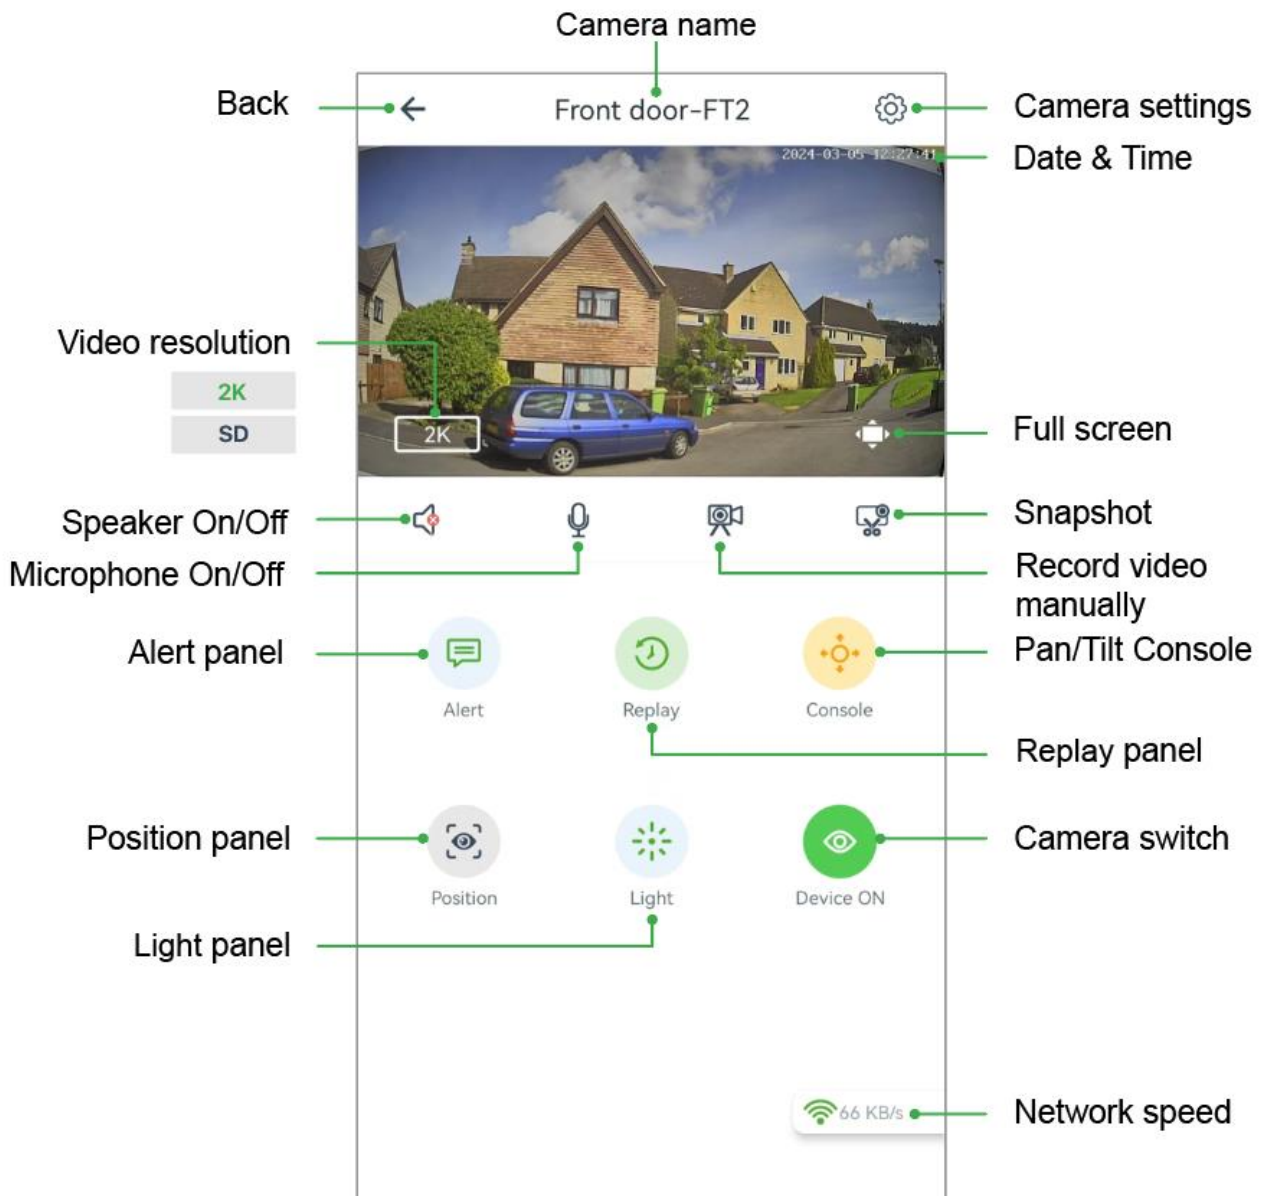 Camera name
Back
Front door-FT2
Camera settings
2024-03-05 12:27:41
Date & Time
Video resolution
2K
SD
2K
Full screen
Speaker On/Off
Snapshot
Microphone On/Off
Record video
manually
Alert panel
Pan/Tilt Console
Alert
Replay
Console
Replay panel
Position panel
Camera switch
Position
Light
Device ON
Light panel
66 KB/s
Network speed